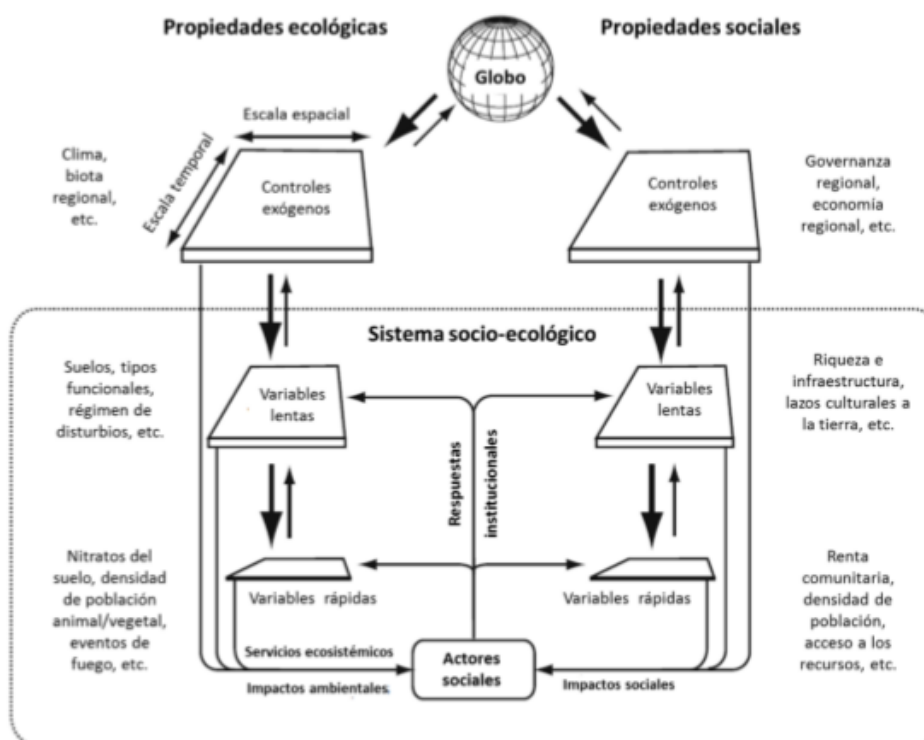 Propiedades ecológicas
Propiedades sociales
Globo
Escala espacial
Escala temporal
Clima,
biota
regional,
etc.
Controles
exógenos
Controles
exógenos
Governanza
regional,
economía
regional, etc.
Sistema socio-ecológico
Suelos, tipos
funcionales,
régimen de
disturbios, etc.
Variables
lentas
Variables
lentas
Riqueza e
infraestructura,
lazos culturales a
la tierra, etc.
Respuestas
institucionales
Nitratos del
suelo, densidad
de población
animal/vegetal,
eventos de
fuego, etc.
Variables rápidas
Variables rápidas
Renta
comunitaria,
densidad de
población,
acceso a los
recursos, etc.
Servicios ecosistémicos
Impactos ambientales
Actores
sociales
Impactos sociales